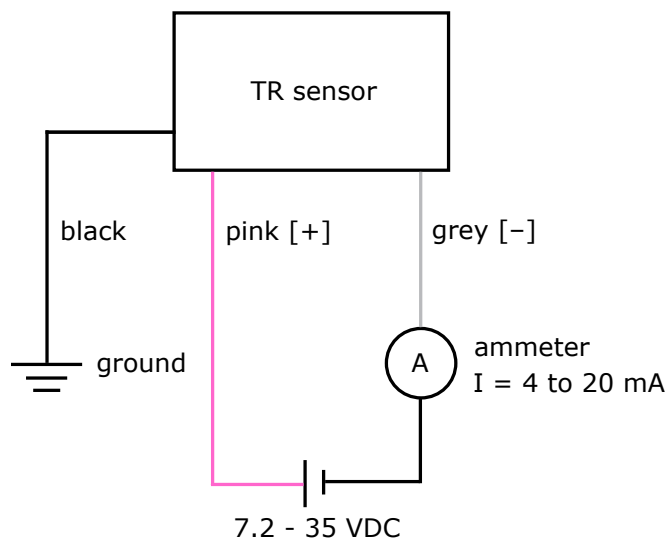 TR sensor
black
pink [+]
grey [–]
ground
A
ammeter
I = 4 to 20 mA
7.2 - 35 VDC